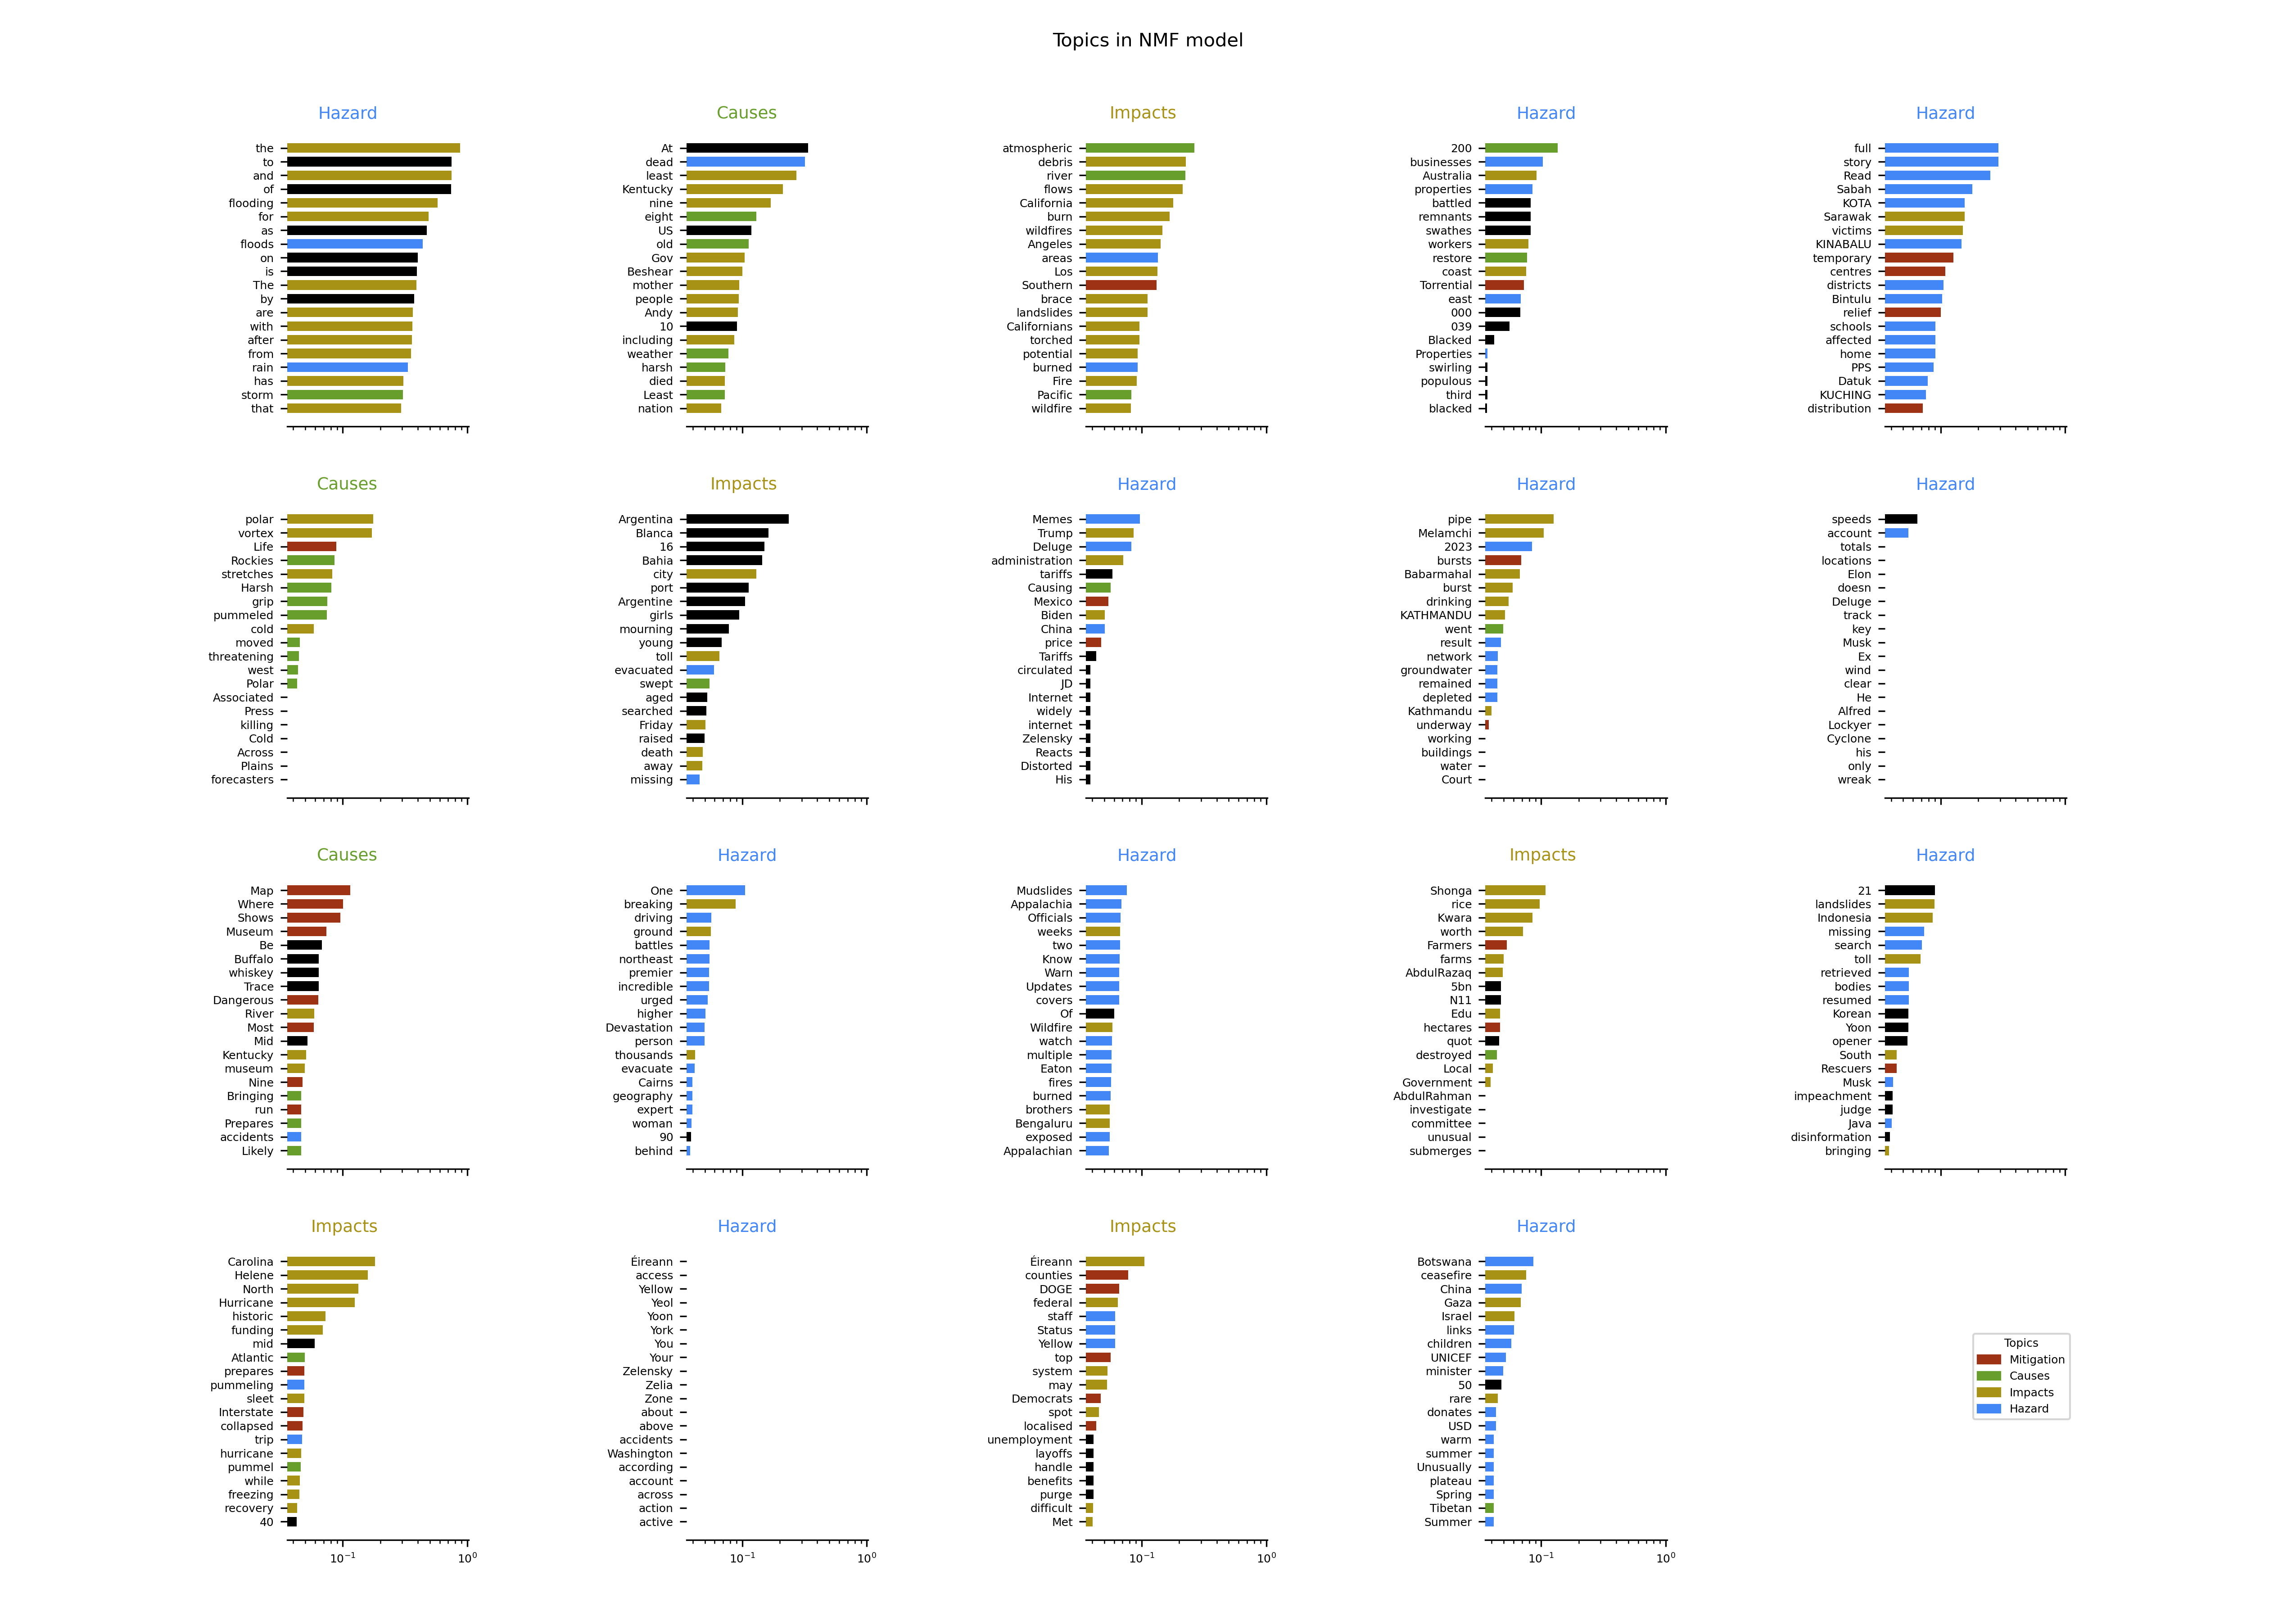 Topics in NMF model
Hazard
the
to
and
of
flooding
for
as
floods
on
is
The
by
are
with
after
from
rain
has
storm
that
Causes
At
dead
least
Kentucky
nine
eight
US
old
Gov
Beshear
mother
people
Andy
10
including
weather
harsh
died
Least
nation
Impacts
atmospheric
debris
river
flows
California
burn
wildfires
Angeles
areas
Los
Southern
brace
landslides
Californians
torched
potential
burned
Fire
Pacific
wildfire
Hazard
200
businesses
Australia
properties
battled
remnants
swathes
workers
restore
coast
Torrential
east
000
039
Blacked
Properties
swirling
populous
third
blacked
Hazard
full
story
Read
Sabah
KOTA
Sarawak
victims
KINABALU
temporary
centres
districts
Bintulu
relief
schools
affected
home
PPS
Datuk
KUCHING
distribution
Causes
polar
vortex
Life
Rockies
stretches
Harsh
grip
pummeled
cold
moved
threatening
west
Polar
Associated
Press
killing
Cold
Across
Plains
forecasters
Impacts
Argentina
Blanca
16
Bahia
city
port
Argentine
girls
mourning
young
toll
evacuated
swept
aged
searched
Friday
raised
death
away
missing
Hazard
Memes
Trump
Deluge
administration
tariffs
Causing
Mexico
Biden
China
price
Tariffs
circulated
JD
Internet
widely
internet
Zelensky
Reacts
Distorted
His
Hazard
pipe
Melamchi
2023
bursts
Babarmahal
burst
drinking
KATHMANDU
went
result
network
groundwater
remained
depleted
Kathmandu
underway
working
buildings
water
Court
Hazard
speeds
account
totals
locations
Elon
doesn
Deluge
track
key
Musk
Ex
wind
clear
He
Alfred
Lockyer
Cyclone
his
only
wreak
Causes
Map
Where
Shows
Museum
Be
Buffalo
whiskey
Trace
Dangerous
River
Most
Mid
Kentucky
museum
Nine
Bringing
run
Prepares
accidents
Likely
Hazard
One
breaking
driving
ground
battles
northeast
premier
incredible
urged
higher
Devastation
person
thousands
evacuate
Cairns
geography
expert
woman
90
behind
Hazard
Mudslides
Appalachia
Officials
weeks
two
Know
Warn
Updates
covers
Of
Wildfire
watch
multiple
Eaton
fires
burned
brothers
Bengaluru
exposed
Appalachian
Impacts
Shonga
rice
Kwara
worth
Farmers
farms
AbdulRazaq
5bn
N11
Edu
hectares
quot
destroyed
Local
Government
AbdulRahman
investigate
committee
unusual
submerges
Hazard
21
landslides
Indonesia
missing
search
toll
retrieved
bodies
resumed
Korean
Yoon
opener
South
Rescuers
Musk
impeachment
judge
Java
disinformation
bringing
Impacts
Carolina
Helene
North
Hurricane
historic
funding
mid
Atlantic
prepares
pummeling
sleet
Interstate
collapsed
trip
hurricane
pummel
while
freezing
recovery
40
10⁻¹ 10⁰
Hazard
Éireann
access
Yellow
Yeol
Yoon
York
You
Your
Zelensky
Zelia
Zone
about
above
accidents
Washington
according
account
across
action
active
10⁻¹ 10⁰
Impacts
Éireann
counties
DOGE
federal
staff
Status
Yellow
top
system
may
Democrats
spot
localised
unemployment
layoffs
handle
benefits
purge
difficult
Met
10⁻¹ 10⁰
Hazard
Botswana
ceasefire
China
Gaza
Israel
links
children
UNICEF
minister
50
rare
donates
USD
warm
summer
Unusually
plateau
Spring
Tibetan
Summer
10⁻¹ 10⁰
Topics
Mitigation
Causes
Impacts
Hazard